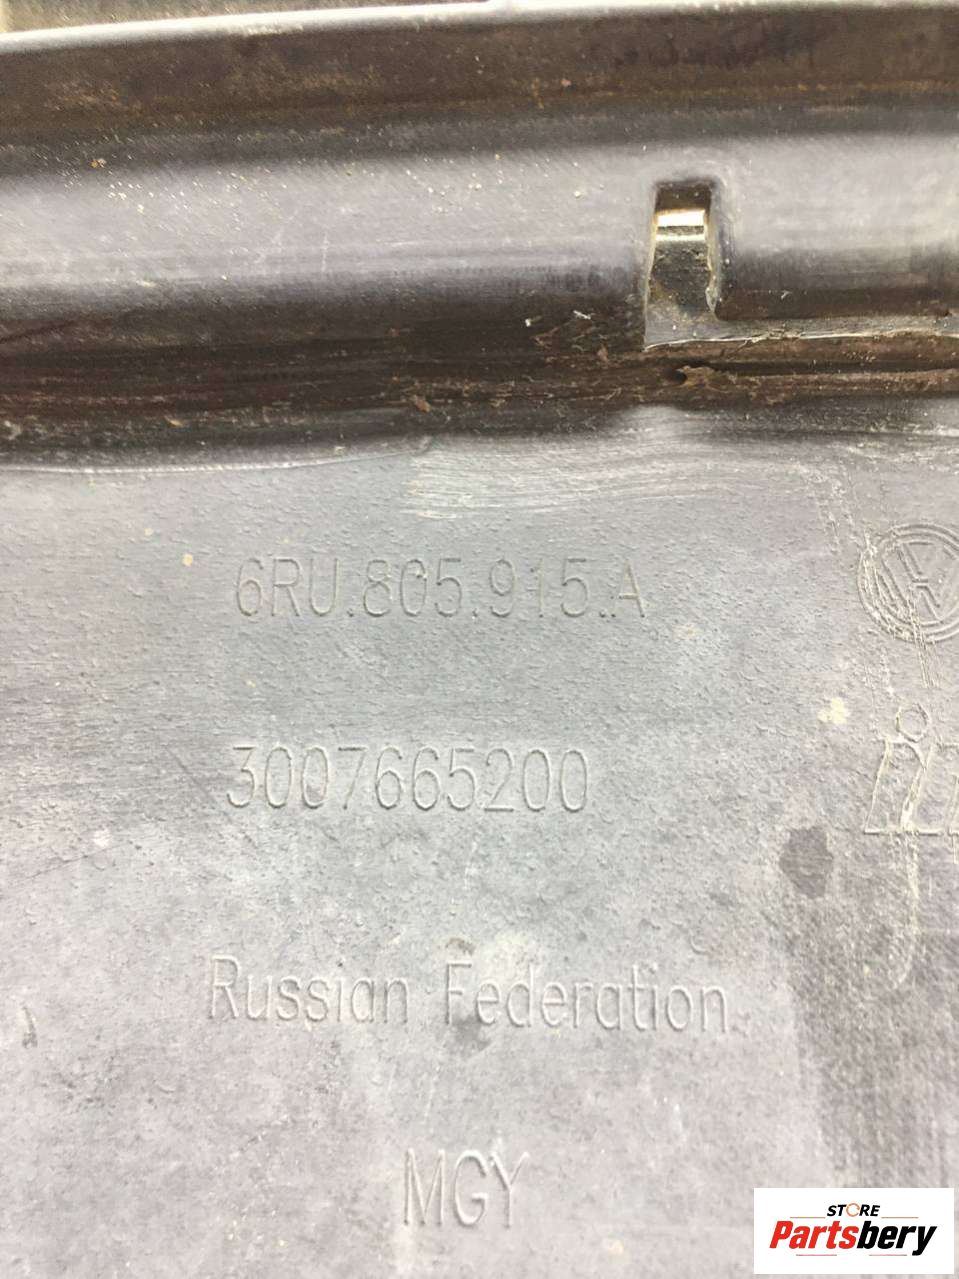 6RU.805.915.A
3007665200
Russian Federation
MGY
STORE
Partsbery